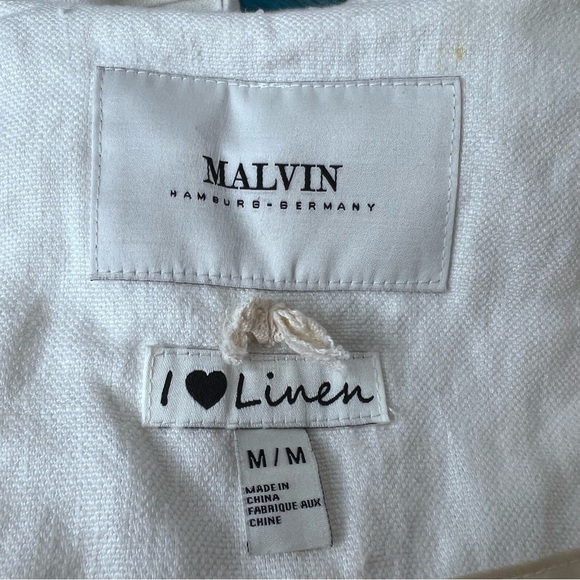 MALVIN
HAMBURG-GERMANY
I ♥ Linen
M/M
MADE IN
CHINA
FABRIQUE AUX
CHINE